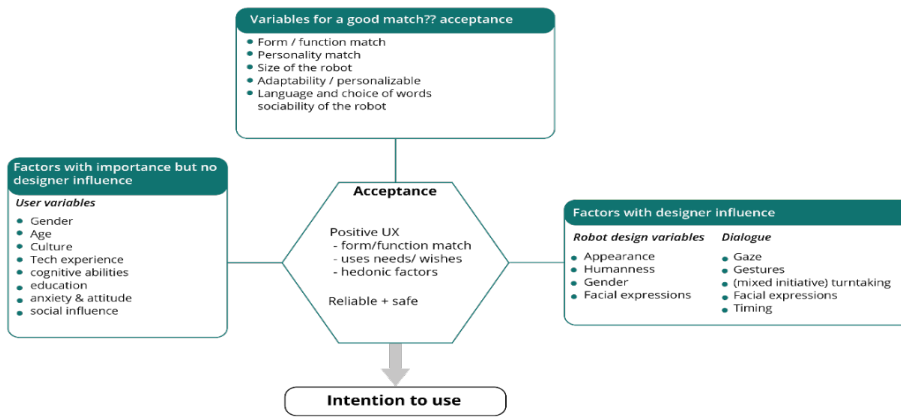 Variables for a good match?? acceptance
Form / function match
Personality match
Size of the robot
Adaptability / personalizable
Language and choice of words
sociability of the robot
Factors with importance but no
designer influence
User variables
Gender
Age
Culture
Tech experience
cognitive abilities
education
anxiety & attitude
social influence
Acceptance
Positive UX
- form/function match
- uses needs/ wishes
- hedonic factors
Reliable + safe
Factors with designer influence
Robot design variables
Appearance
Humanness
Gender
Facial expressions
Dialogue
Gaze
Gestures
(mixed initiative) turntaking
Facial expressions
Timing
Intention to use